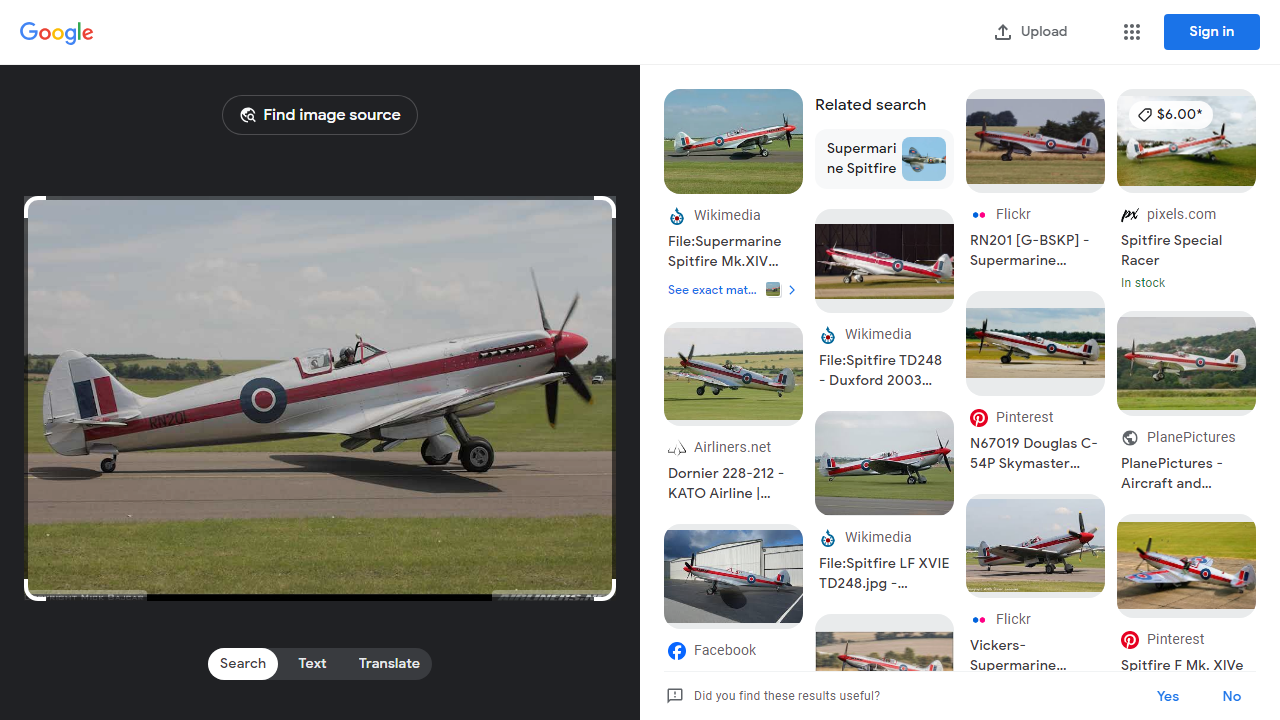 Google
Upload
Sign in
Find image source
RN201
Search
Text
Translate
Wikimedia
File:Supermarine
Spitfire Mk.XIV...
See exact mat...
Airliners.net
Dornier 228-212 -
KATO Airline |...
Facebook
Related search
Supermari
ne Spitfire
Wikimedia
File:Spitfire TD248
- Duxford 2003...
Wikimedia
File:Spitfire LF XVIE
TD248.jpg -...
Flickr
RN201 [G-BSKP] -
Supermarine...
Pinterest
N67019 Douglas C-
54P Skymaster...
Flickr
Vickers-
Supermarine...
$6.00*
pixels.com
Spitfire Special
Racer
In stock
PlanePictures
PlanePictures -
Aircraft and...
Pinterest
Spitfire F Mk. XIVe
Did you find these results useful?
Yes
No